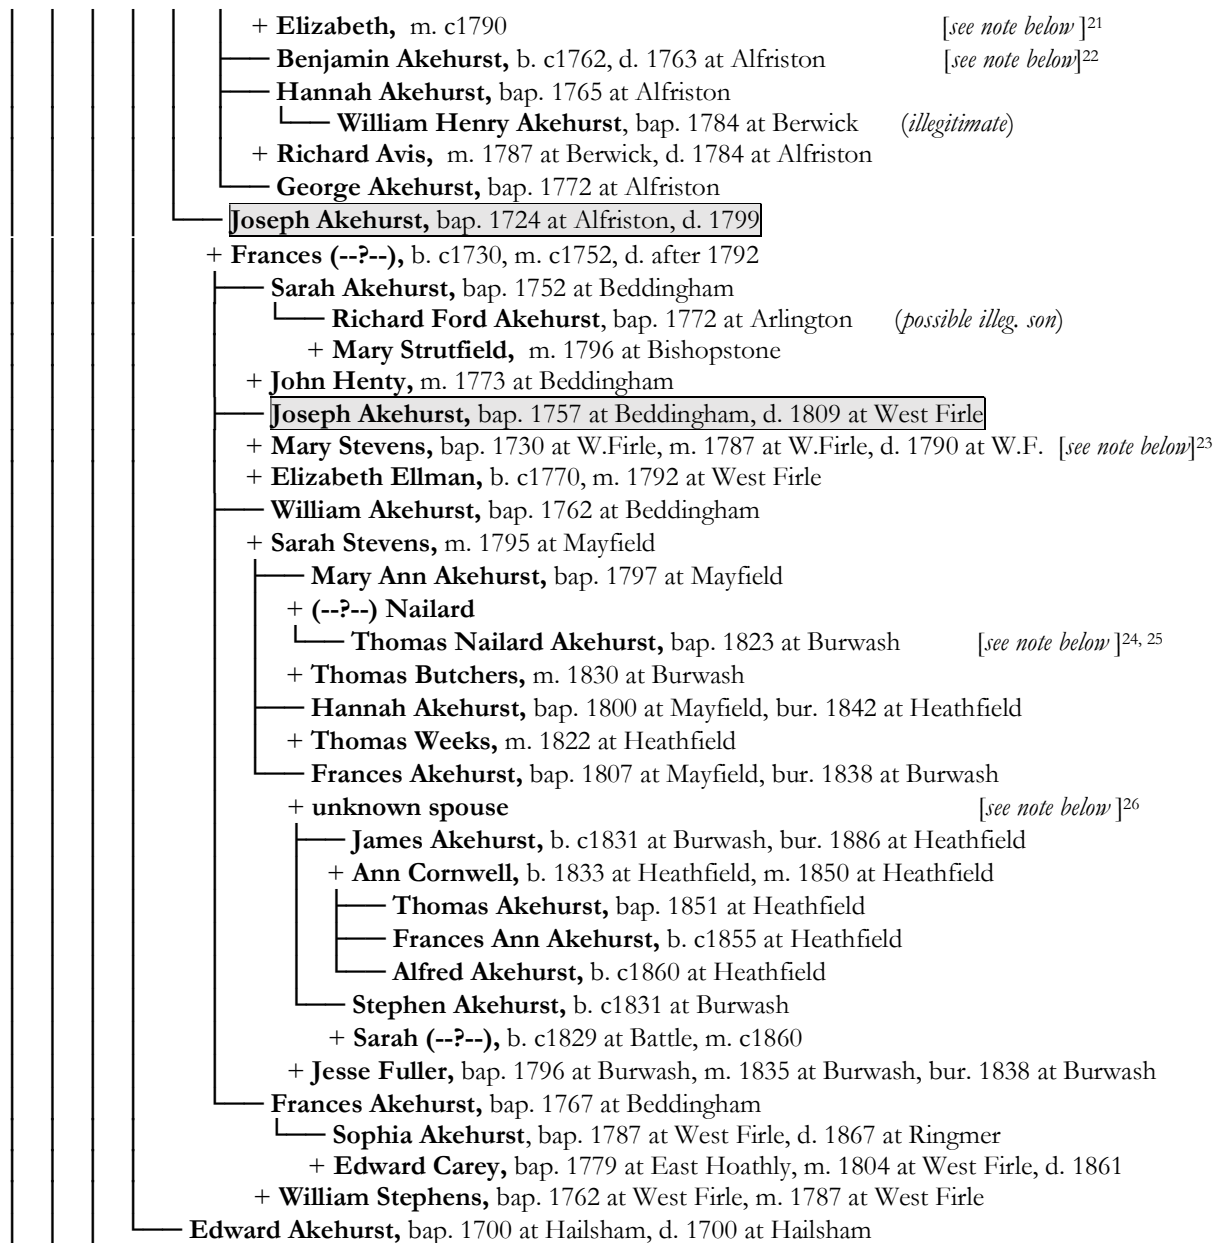 + Elizabeth, m. c1790 [see note below ]21
Benjamin Akehurst, b. c1762, d. 1763 at Alfriston [see note below]22
Hannah Akehurst, bap. 1765 at Alfriston
William Henry Akehurst, bap. 1784 at Berwick (illegitimate)
+ Richard Avis, m. 1787 at Berwick, d. 1784 at Alfriston
George Akehurst, bap. 1772 at Alfriston
Joseph Akehurst, bap. 1724 at Alfriston, d. 1799
+ Frances (--?--), b. c1730, m. c1752, d. after 1792
Sarah Akehurst, bap. 1752 at Beddingham
Richard Ford Akehurst, bap. 1772 at Arlington (possible illeg. son)
+ Mary Strutfield, m. 1796 at Bishopstone
+ John Henty, m. 1773 at Beddingham
Joseph Akehurst, bap. 1757 at Beddingham, d. 1809 at West Firle
+ Mary Stevens, bap. 1730 at W.Firle, m. 1787 at W.Firle, d. 1790 at W.F. [see note below]23
+ Elizabeth Ellman, b. c1770, m. 1792 at West Firle
William Akehurst, bap. 1762 at Beddingham
+ Sarah Stevens, m. 1795 at Mayfield
Mary Ann Akehurst, bap. 1797 at Mayfield
+ (--?--) Nailard
Thomas Nailard Akehurst, bap. 1823 at Burwash [see note below ]24, 25
+ Thomas Butchers, m. 1830 at Burwash
Hannah Akehurst, bap. 1800 at Mayfield, bur. 1842 at Heathfield
+ Thomas Weeks, m. 1822 at Heathfield
Frances Akehurst, bap. 1807 at Mayfield, bur. 1838 at Burwash
+ unknown spouse [see note below ]26
James Akehurst, b. c1831 at Burwash, bur. 1886 at Heathfield
+ Ann Cornwell, b. 1833 at Heathfield, m. 1850 at Heathfield
Thomas Akehurst, bap. 1851 at Heathfield
Frances Ann Akehurst, b. c1855 at Heathfield
Alfred Akehurst, b. c1860 at Heathfield
Stephen Akehurst, b. c1831 at Burwash
+ Sarah (--?--), b. c1829 at Battle, m. c1860
+ Jesse Fuller, bap. 1796 at Burwash, m. 1835 at Burwash, bur. 1838 at Burwash
Frances Akehurst, bap. 1767 at Beddingham
Sophia Akehurst, bap. 1787 at West Firle, d. 1867 at Ringmer
+ Edward Carey, bap. 1779 at East Hoathly, m. 1804 at West Firle, d. 1861
+ William Stephens, bap. 1762 at West Firle, m. 1787 at West Firle
Edward Akehurst, bap. 1700 at Hailsham, d. 1700 at Hailsham